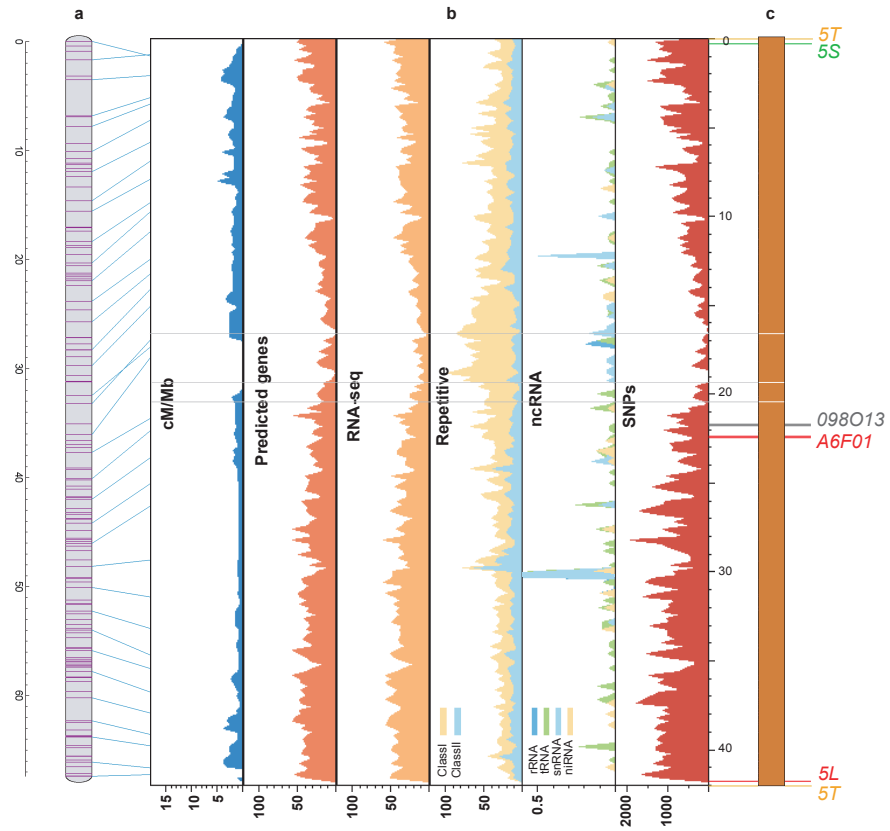 a
b
c
0
10
20
30
40
50
60
cM/Mb
Predicted genes
RNA-seq
Repetitive
ncRNA
SNPs
ClassI
ClassII
rRNA
tRNA
snRNA
niRNA
15
10
5
100
50
100
50
100
50
0.5
2000
1000
0
10
20
30
40
5T
5S
098O13
A6F01
5L
5T